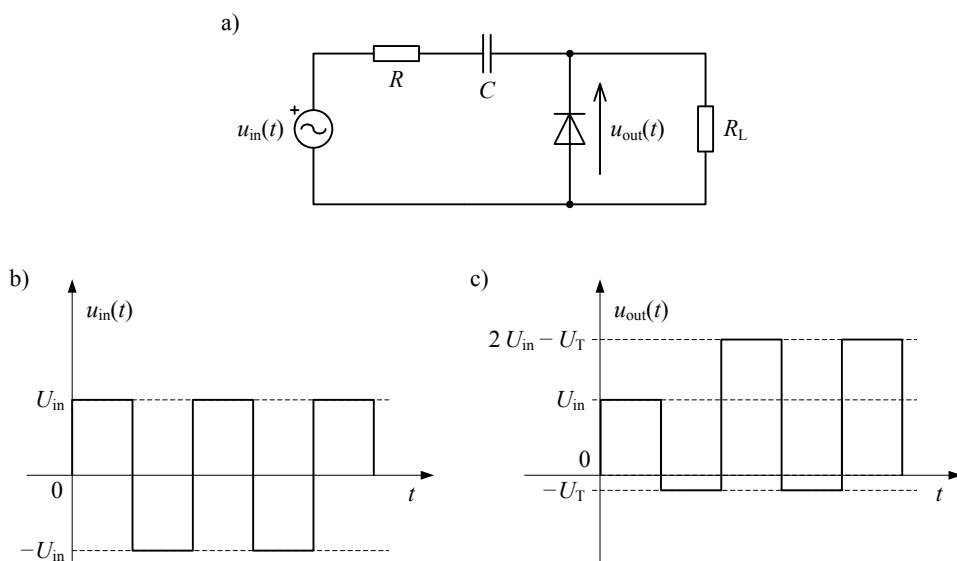 a)
R
C
+
u_in(t)
u_out(t)
R_L
b)
u_in(t)
U_in
0
t
−U_in
c)
u_out(t)
2 U_in − U_T
U_in
0
−U_T
t